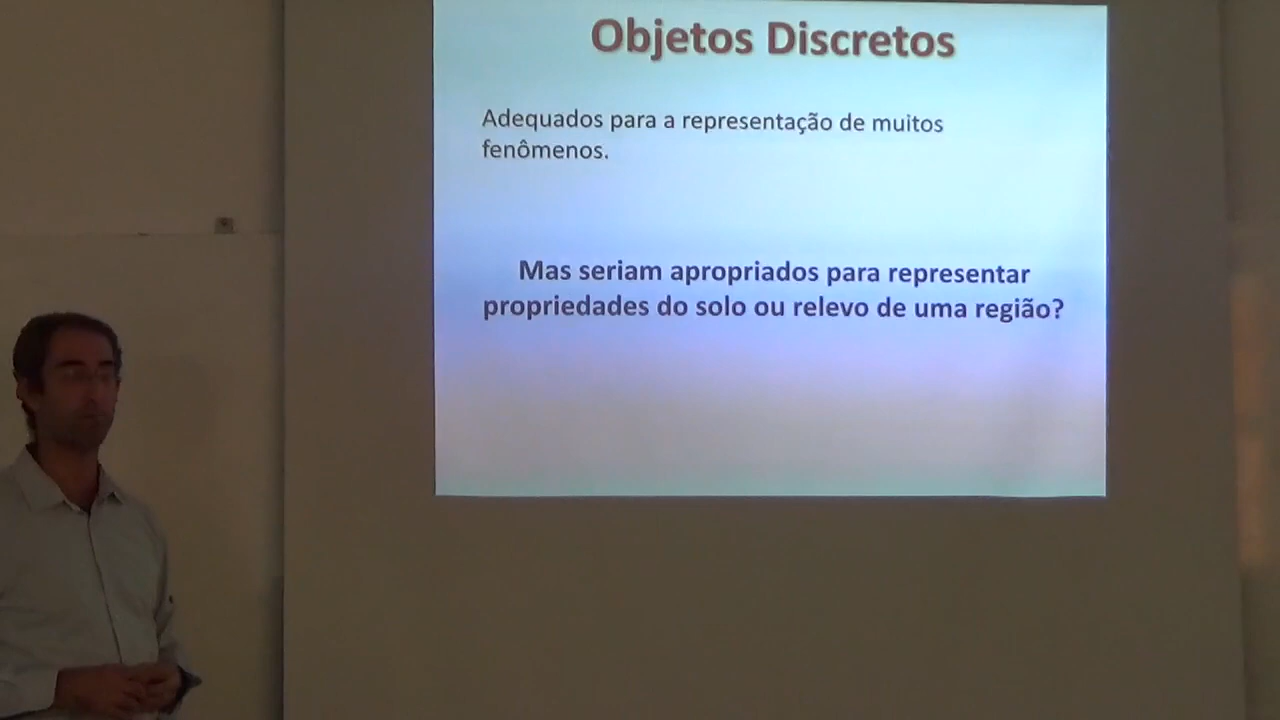 Objetos Discretos
Adequados para a representação de muitos
fenômenos.
Mas seriam apropriados para representar
propriedades do solo ou relevo de uma região?